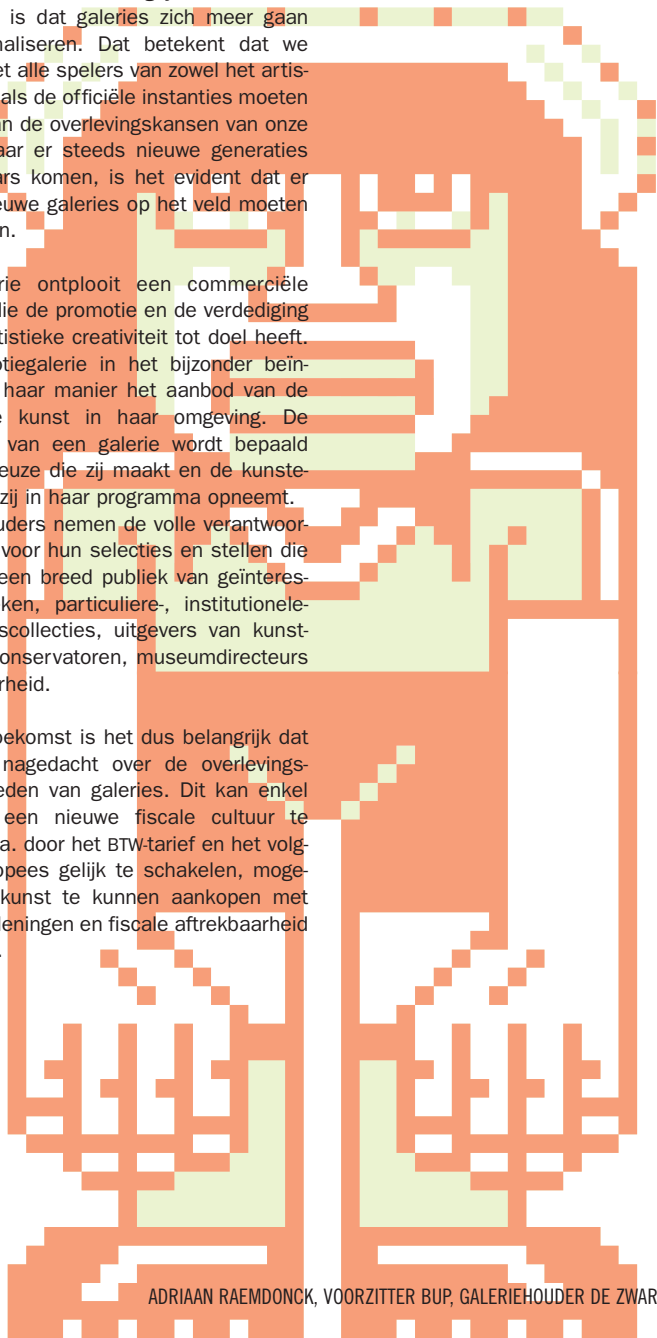 is dat galeries zich meer gaan
naliseren. Dat betekent dat we
et alle spelers van zowel het artis-
als de officiële instanties moeten
an de overlevingskansen van onze
aar er steeds nieuwe generaties
ars komen, is het evident dat er
euwe galeries op het veld moeten
n.
rie ontplooit een commerciële
die de promotie en de verdediging
tistieke creativiteit tot doel heeft.
otiegalerie in het bijzonder beïn-
haar manier het aanbod van de
e kunst in haar omgeving. De
van een galerie wordt bepaald
euze die zij maakt en de kunste-
zij in haar programma opneemt.
uders nemen de volle verantwoor-
voor hun selecties en stellen die
een breed publiek van geïnteres-
ken, particuliere-, institutionele-
scollecties, uitgevers van kunst-
onservatoren, museumdirecteurs
rheid.
oekomst is het dus belangrijk dat
nagedacht over de overlevings-
eden van galeries. Dit kan enkel
een nieuwe fiscale cultuur te
a. door het BTW-tarief en het volg-
opees gelijk te schakelen, moge-
kunst te kunnen aankopen met
leningen en fiscale aftrekbaarheid
ADRIAAN RAEMDONCK, VOORZITTER BUP, GALERIEHOUDER DE ZWAR